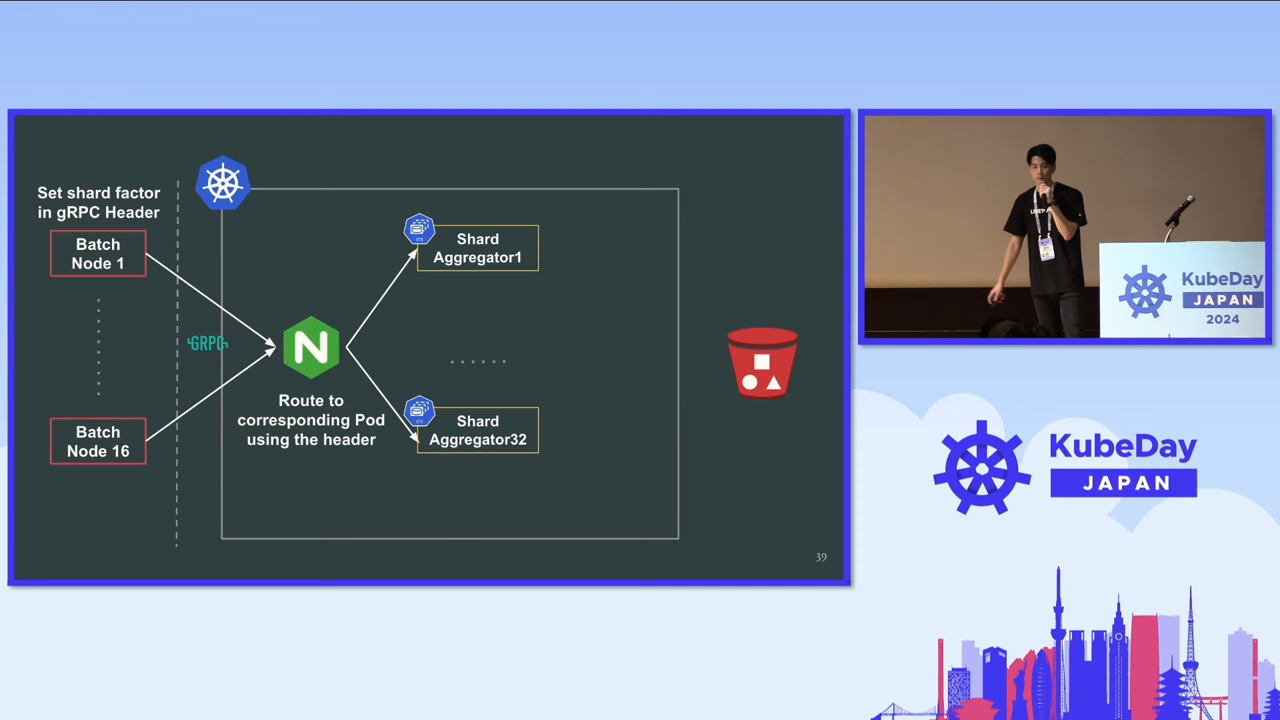 Set shard factor
in gRPC Header
Batch
Node 1
Batch
Node 16
GRPC
N
Route to
corresponding Pod
using the header
Shard
Aggregator1
Shard
Aggregator32
39
KubeDay
JAPAN
2024
KubeDay
JAPAN